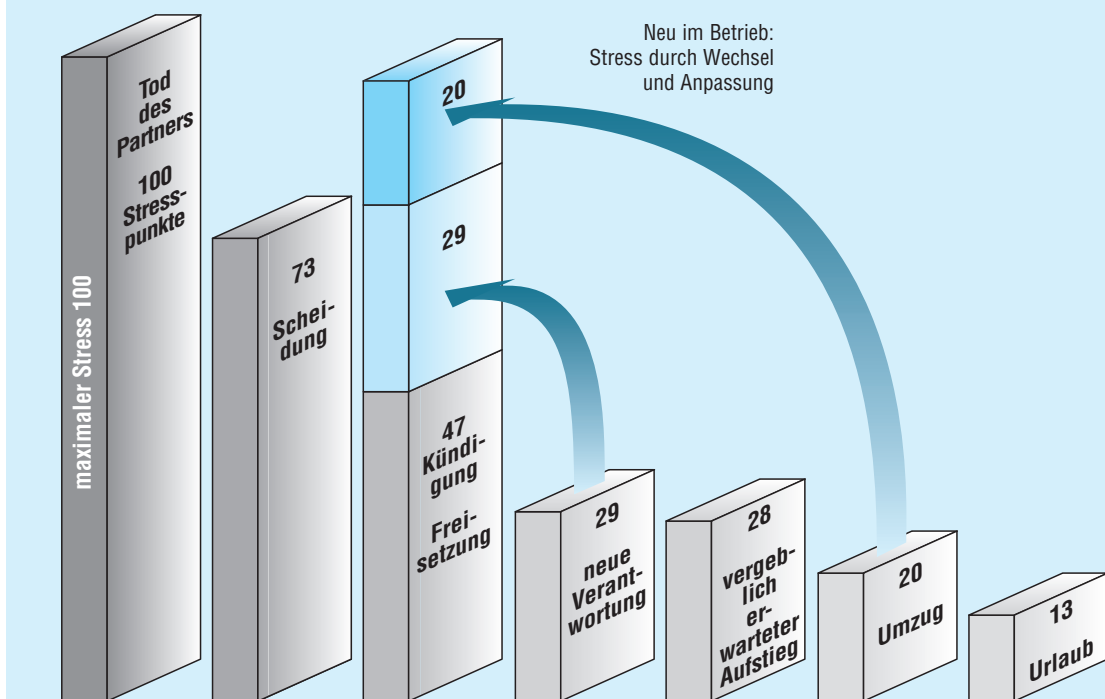 Neu im Betrieb:
Stress durch Wechsel
und Anpassung
maximaler Stress 100
Tod
des
Partners
100
Stress-
punkte
73
Schei-
dung
20
29
47
Kündi-
gung
Frei-
setzung
29
neue
Verant-
wortung
28
vergeb-
lich
er-
warteter
Aufstieg
20
Umzug
13
Urlaub